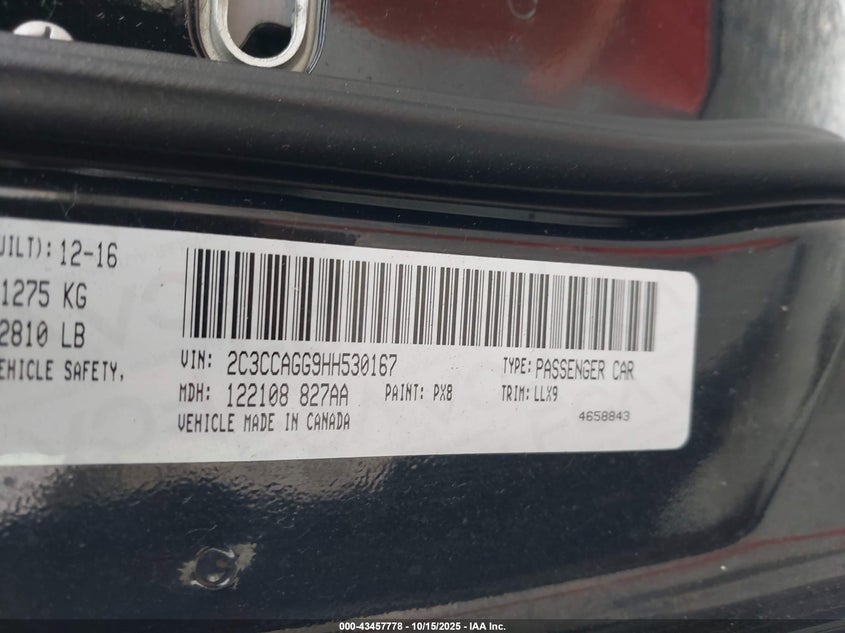 UILT): 12-16
1275 KG
2810 LB
EHICLE SAFETY,
VIN: 2C3CCAGG9HH530167 TYPE: PASSENGER CAR
MDH: 122108 827AA PAINT: PX8 TRIM: LLX9
VEHICLE MADE IN CANADA 4658843
000-43457778 - 10/15/2025 - IAA Inc.